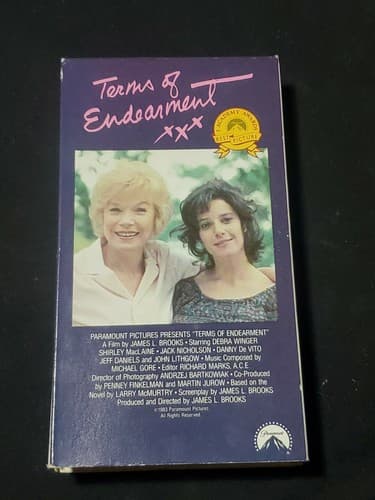 Terms of
Endearment
xxx
ACADEMY AWARD
BEST PICTURE
PARAMOUNT PICTURES PRESENTS "TERMS OF ENDEARMENT"
A Film by JAMES L. BROOKS • Starring DEBRA WINGER
SHIRLEY MacLAINE • JACK NICHOLSON • DANNY De VITO
JEFF DANIELS and JOHN LITHGOW • Music Composed by
MICHAEL GORE • Editor RICHARD MARKS, A.C.E
Director of Photography ANDRZEJ BARTKOWIAK • Co-Produced
by PENNEY FINKELMAN and MARTIN JUROW • Based on the
Novel by LARRY McMURTRY • Screenplay by JAMES L. BROOKS
Produced and Directed by JAMES L. BROOKS
©1983 Paramount Pictures
All Rights Reserved
Paramount